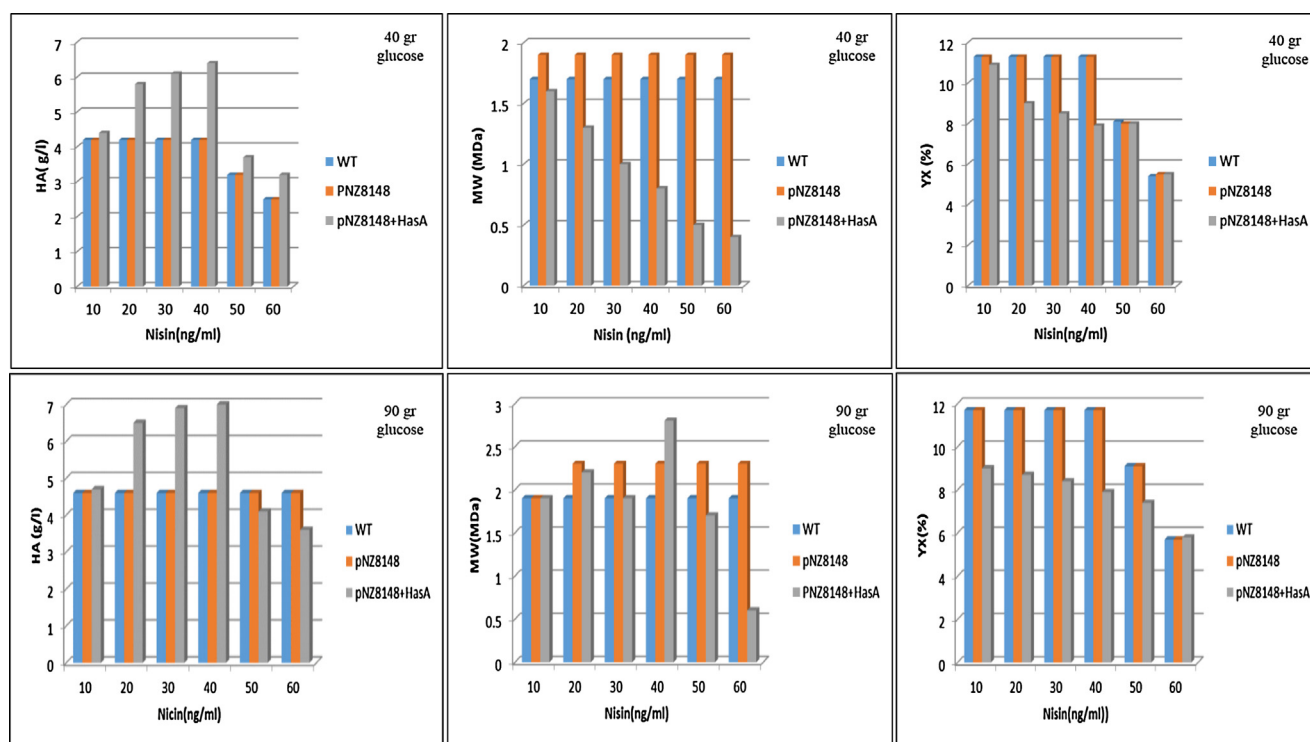 40 gr
glucose
HA( g/l)
7
6
5
4
3
2
1
0
10 20 30 40 50 60
Nisin(ng/ml)
WT
PNZ8148
pNZ8148+HasA
40 gr
glucose
MW (MDa)
2
1.5
1
0.5
0
10 20 30 40 50 60
Nisin (ng/ml)
WT
pNZ8148
pNZ8148+HasA
40 gr
glucose
YX (%)
12
10
8
6
4
2
0
10 20 30 40 50 60
Nisin(ng/ml)
WT
pNZ8148
pNZ8148+HasA
90 gr
glucose
HA (g/l)
7
6
5
4
3
2
1
0
10 20 30 40 50 60
Nicin(ng/ml)
WT
pNZ8148
pNZ8148+HasA
90 gr
glucose
MW(MDa)
3
2.5
2
1.5
1
0.5
0
10 20 30 40 50 60
Nisin(ng/ml)
WT
pNZ8148
PNZ8148+HasA
90 gr
glucose
YX(%)
12
10
8
6
4
2
0
10 20 30 40 50 60
Nisin(ng/ml))
WT
pNZ8148
pNZ8148+HasA